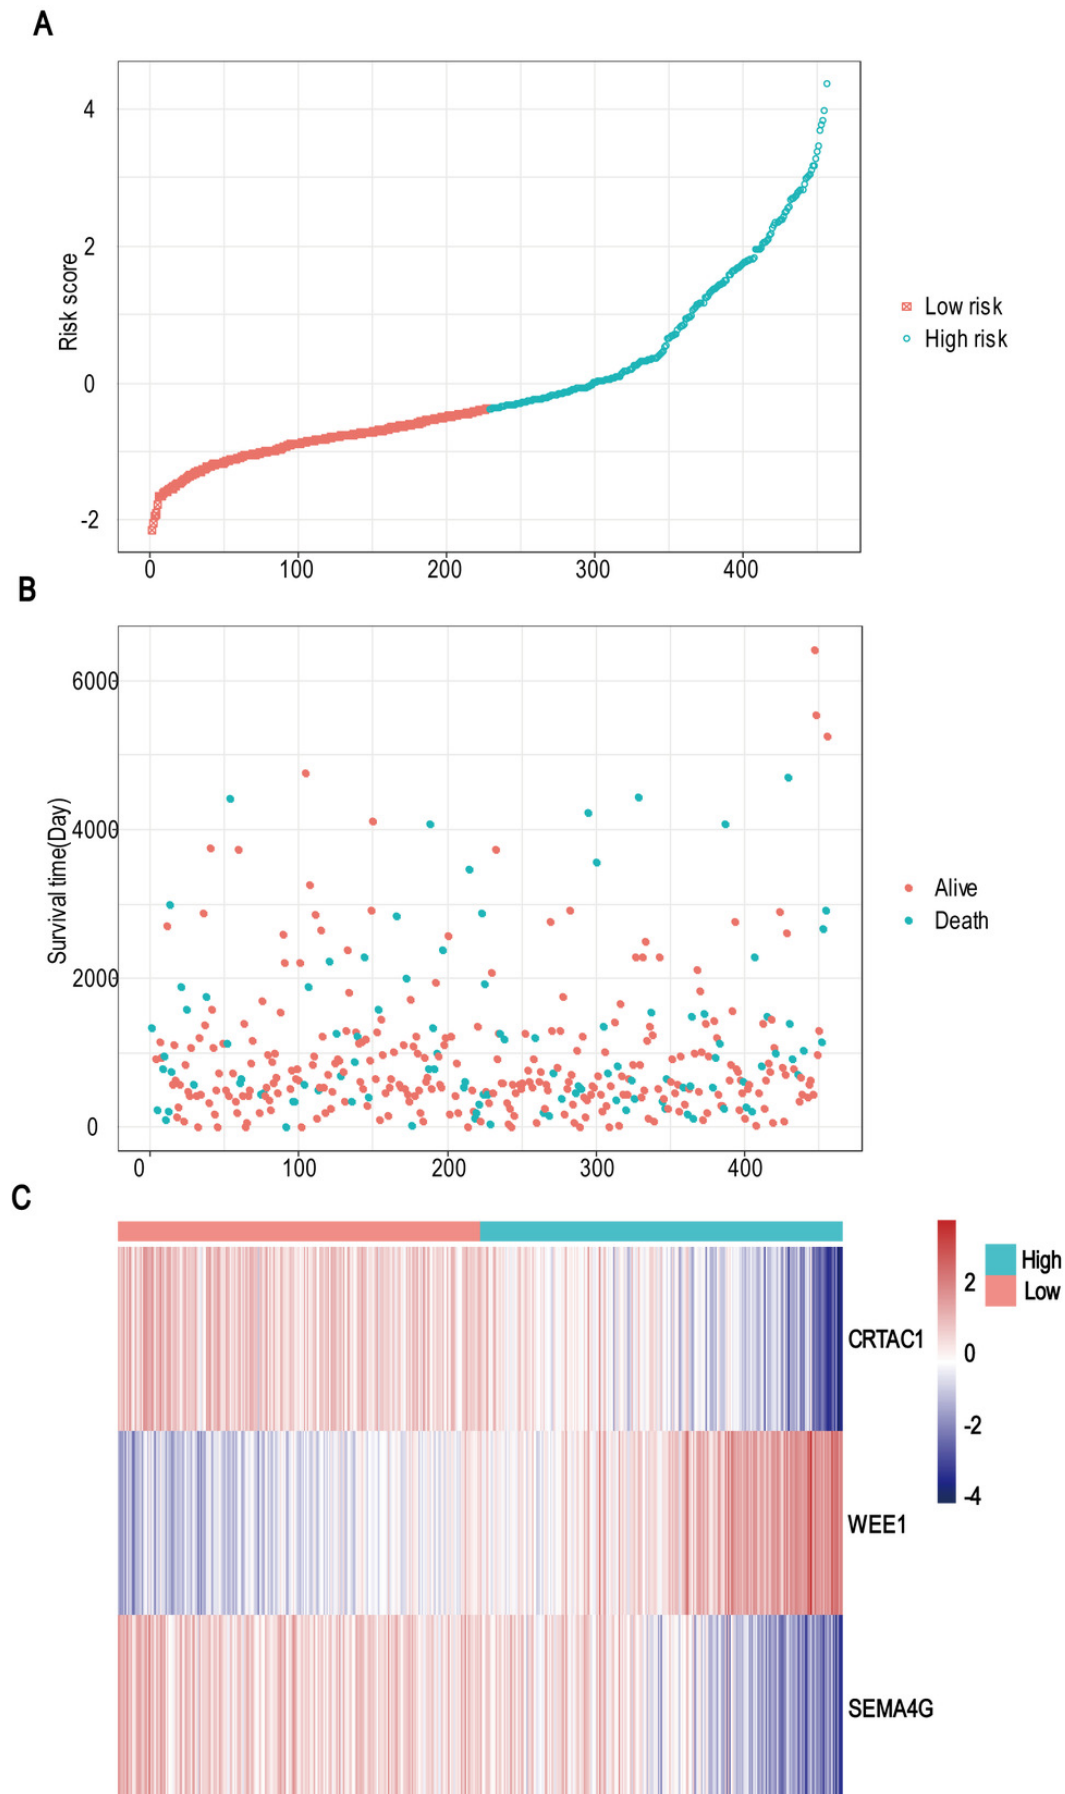 A
Risk score
4
2
0
-2
0 100 200 300 400
Low risk
High risk
B
Survival time(Day)
6000
4000
2000
0
0 100 200 300 400
Alive
Death
C
CRTAC1
WEE1
SEMA4G
2
0
-2
-4
High
Low